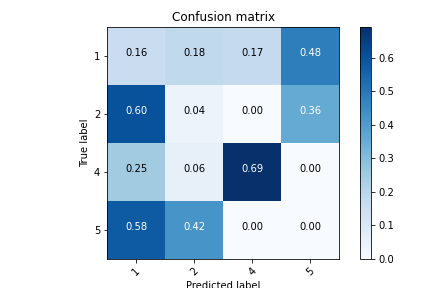 Confusion matrix
1 0.16 0.18 0.17 0.48
2 0.60 0.04 0.00 0.36
4 0.25 0.06 0.69 0.00
5 0.58 0.42 0.00 0.00
1 2 4 5
True label
Predicted label
0.6
0.5
0.4
0.3
0.2
0.1
0.0